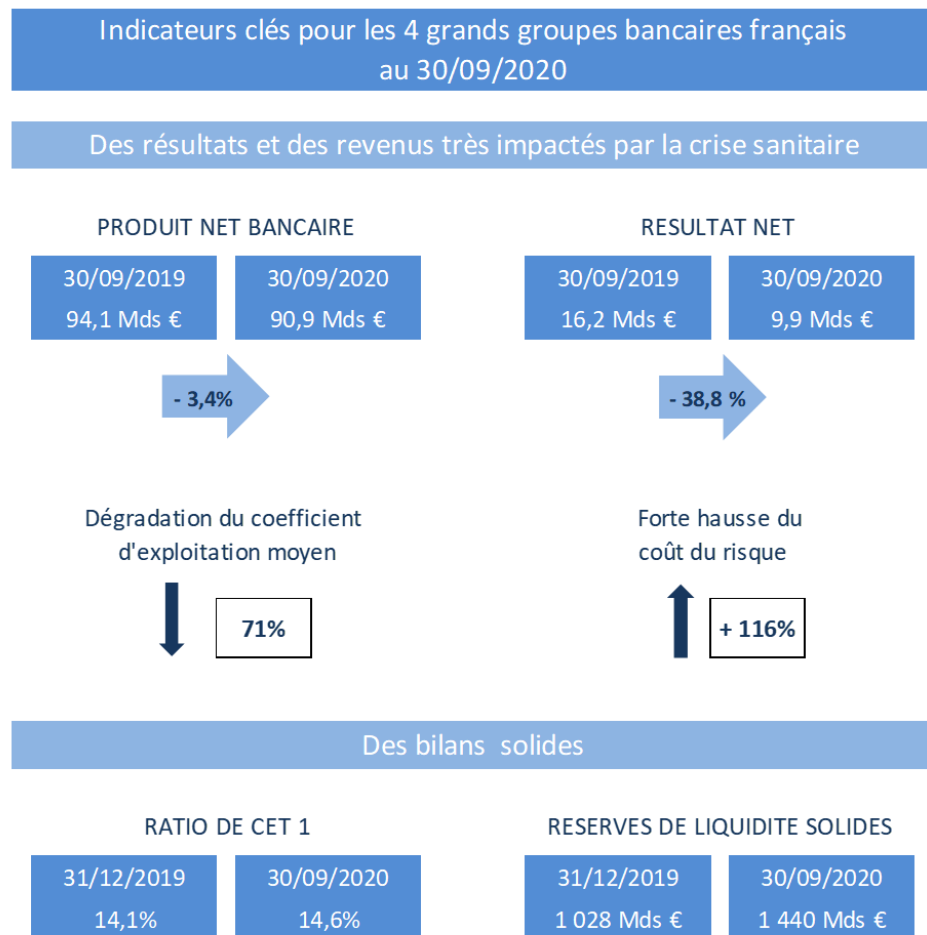 Indicateurs clés pour les 4 grands groupes bancaires français
au 30/09/2020
Des résultats et des revenus très impactés par la crise sanitaire
PRODUIT NET BANCAIRE
30/09/2019
94,1 Mds €
30/09/2020
90,9 Mds €
- 3,4%
RESULTAT NET
30/09/2019
16,2 Mds €
30/09/2020
9,9 Mds €
- 38,8 %
Dégradation du coefficient
d'exploitation moyen
71%
Forte hausse du
coût du risque
+ 116%
Des bilans solides
RATIO DE CET 1
31/12/2019
14,1%
30/09/2020
14,6%
RESERVES DE LIQUIDITE SOLIDES
31/12/2019
1 028 Mds €
30/09/2020
1 440 Mds €